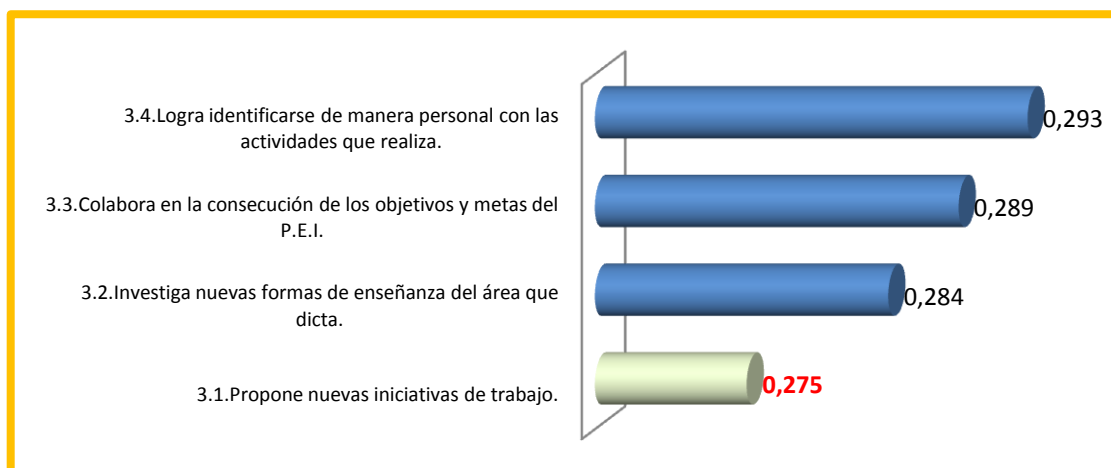 3.4.Logra identificarse de manera personal con las
actividades que realiza.
0,293
3.3.Colabora en la consecución de los objetivos y metas del
P.E.I.
0,289
3.2.Investiga nuevas formas de enseñanza del área que
dicta.
0,284
3.1.Propone nuevas iniciativas de trabajo.
0,275